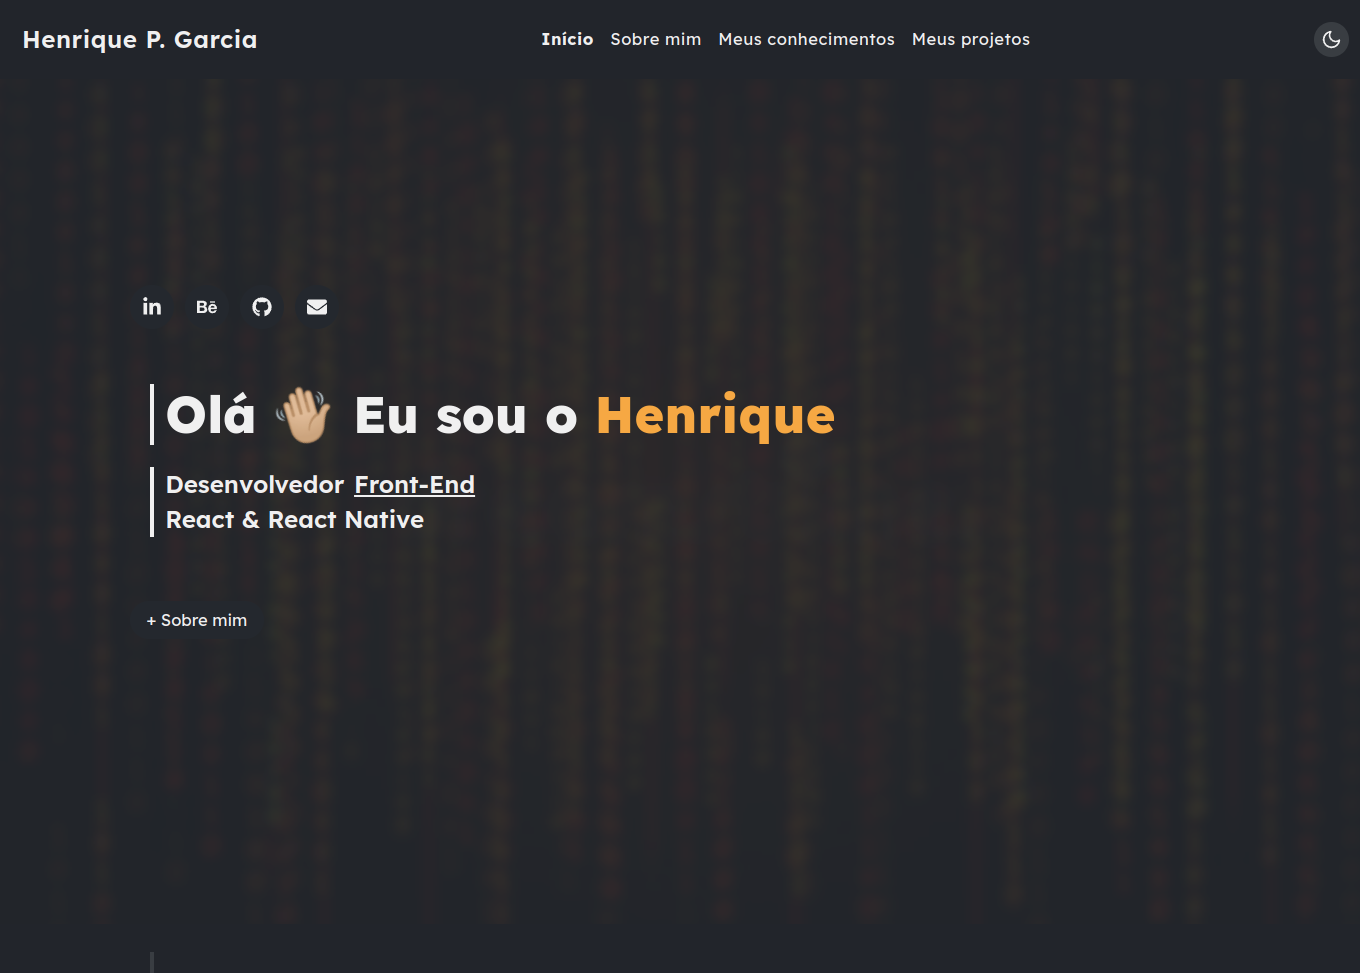 Henrique P. Garcia
Início Sobre mim Meus conhecimentos Meus projetos
in Bē
Olá 👋🏼 Eu sou o Henrique
Desenvolvedor Front-End
React & React Native
+ Sobre mim